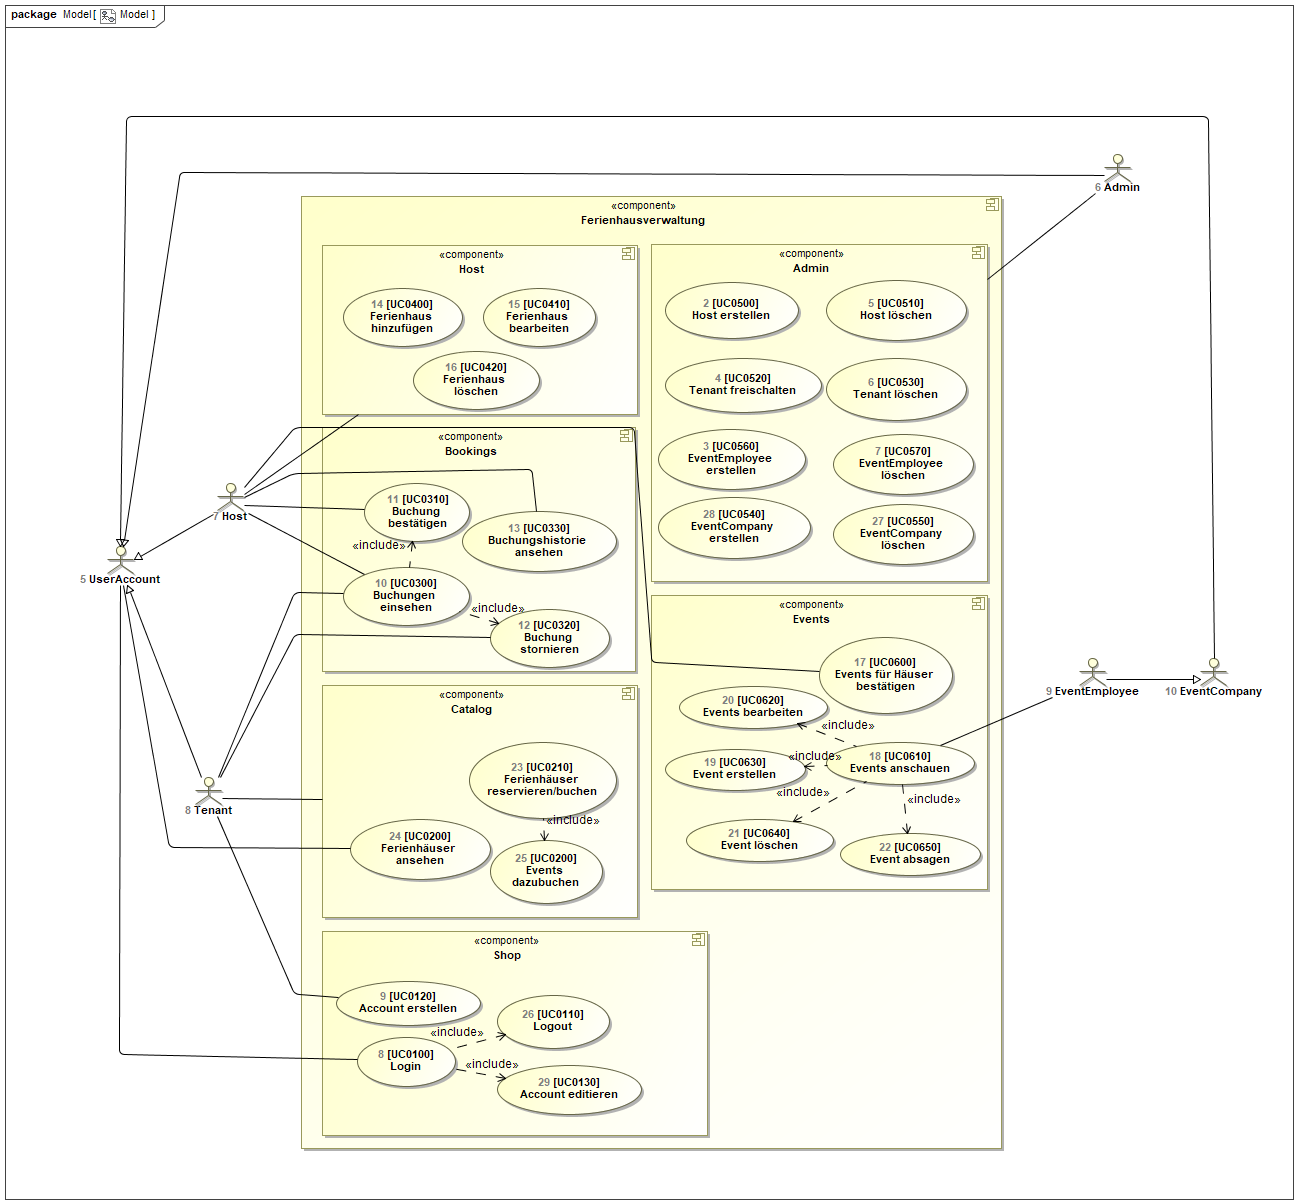 package Model[ Model ]
6 Admin
«component»
Ferienhausverwaltung
«component»
Host
14 [UC0400]
Ferienhaus
hinzufügen
15 [UC0410]
Ferienhaus
bearbeiten
16 [UC0420]
Ferienhaus
löschen
«component»
Admin
2 [UC0500]
Host erstellen
5 [UC0510]
Host löschen
4 [UC0520]
Tenant freischalten
6 [UC0530]
Tenant löschen
3 [UC0560]
EventEmployee
erstellen
7 [UC0570]
EventEmployee
löschen
28 [UC0540]
EventCompany
erstellen
27 [UC0550]
EventCompany
löschen
«component»
Bookings
11 [UC0310]
Buchung
bestätigen
13 [UC0330]
Buchungshistorie
ansehen
«include»
10 [UC0300]
Buchungen
einsehen
«include»
12 [UC0320]
Buchung
stornieren
7 Host
5 UserAccount
«component»
Events
17 [UC0600]
Events für Häuser
bestätigen
20 [UC0620]
Events bearbeiten
«include»
19 [UC0630]
Event erstellen
«include»
18 [UC0610]
Events anschauen
«include»
«include»
21 [UC0640]
Event löschen
22 [UC0650]
Event absagen
9 EventEmployee
10 EventCompany
«component»
Catalog
23 [UC0210]
Ferienhäuser
reservieren/buchen
«include»
24 [UC0200]
Ferienhäuser
ansehen
25 [UC0200]
Events
dazubuchen
8 Tenant
«component»
Shop
9 [UC0120]
Account erstellen
26 [UC0110]
Logout
«include»
8 [UC0100]
Login
«include»
29 [UC0130]
Account editieren